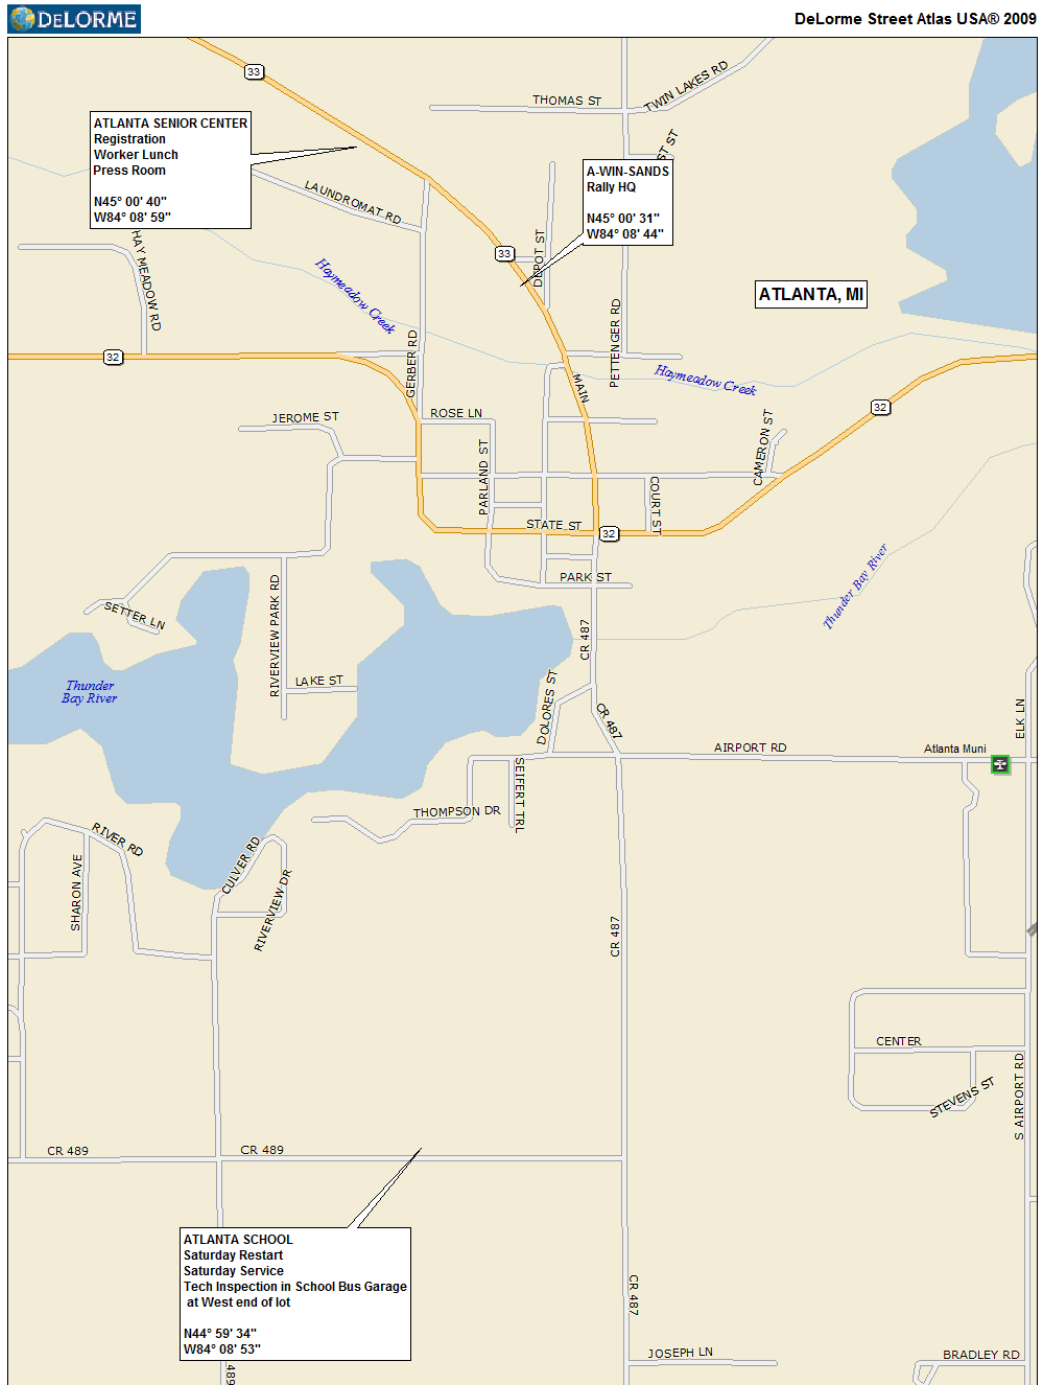 DELORME
DeLorme Street Atlas USA® 2009
33
THOMAS ST
TWIN LAKES RD
ATLANTA SENIOR CENTER
Registration
Worker Lunch
Press Room
N45° 00' 40"
W84° 08' 59"
ST ST
A-WIN-SANDS
Rally HQ
N45° 00' 31"
W84° 08' 44"
LAUNDROMAT RD
HAY MEADOW RD
33
DEPOT ST
Haymeadow Creek
ATLANTA, MI
PETTENGER RD
32
GERBER RD
MAIN
Haymeadow Creek
32
JEROME ST
ROSE LN
CAMERON ST
PARLAND ST
COURT ST
STATE ST
32
PARK ST
Thunder Bay River
SETTER LN
RIVERVIEW PARK RD
CR 487
Thunder
Bay River
LAKE ST
DOLORES ST
CR 487
ELK LN
AIRPORT RD
Atlanta Muni
SEIFERT TRL
THOMPSON DR
RIVER RD
SHARON AVE
CULVER RD
RIVERVIEW DR
CR 487
CENTER
STEVENS ST
S AIRPORT RD
CR 489
CR 489
ATLANTA SCHOOL
Saturday Restart
Saturday Service
Tech Inspection in School Bus Garage
at West end of lot
N44° 59' 34"
W84° 08' 53"
CR 487
JOSEPH LN
BRADLEY RD
489